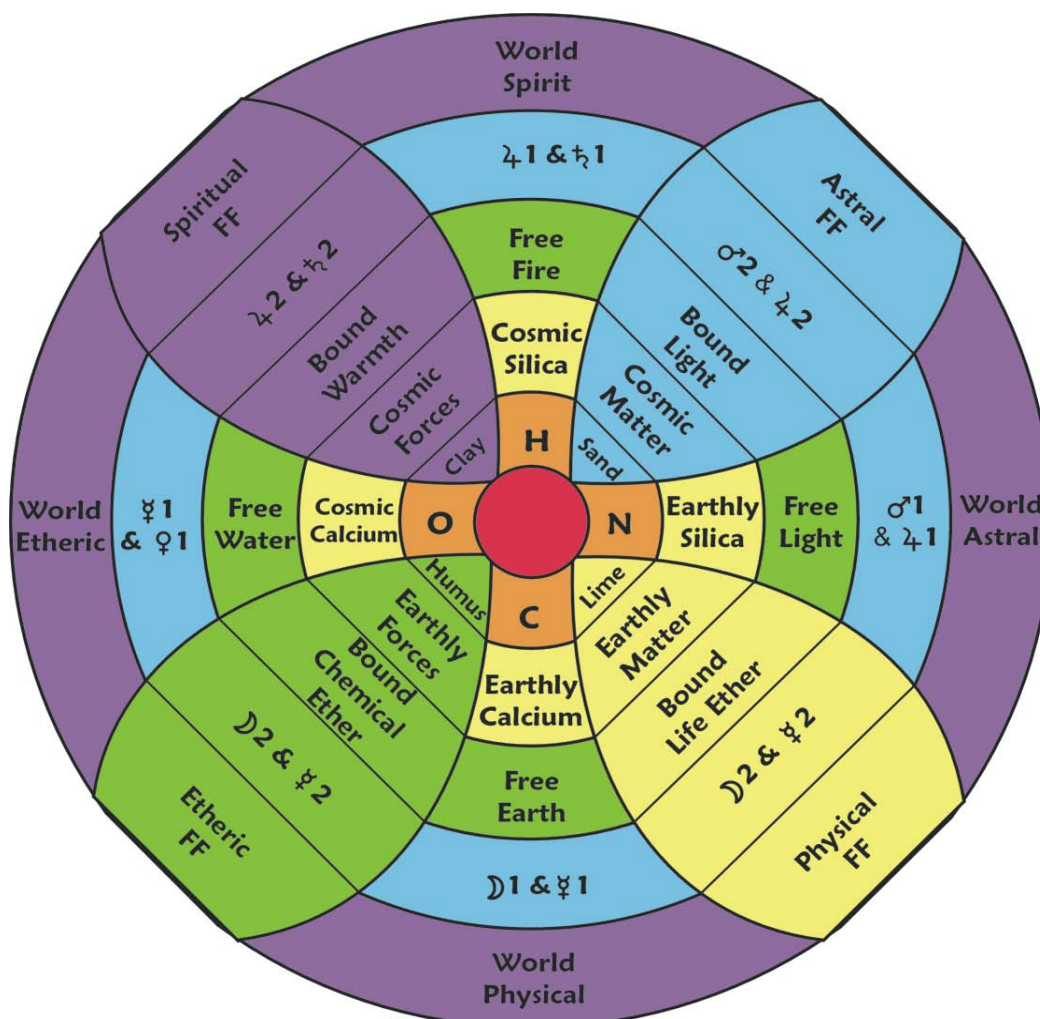 World
Spirit
♃1 & ♄1
Free
Fire
Cosmic
Silica
H
Spiritual
FF
♃2 & ♄2
Bound
Warmth
Cosmic
Forces
Clay
Astral
FF
♂2 & ♃2
Bound
Light
Cosmic
Matter
Sand
World
Etheric
☿1
& ♀1
Free
Water
Cosmic
Calcium
O
N
Earthly
Silica
Free
Light
♂1
& ♃1
World
Astral
Humus
Earthly
Forces
Bound
Chemical
Ether
☽2 & ☿2
Etheric
FF
Lime
Earthly
Matter
Bound
Life Ether
☽2 & ☿2
Physical
FF
C
Earthly
Calcium
Free
Earth
☽1 & ☿1
World
Physical